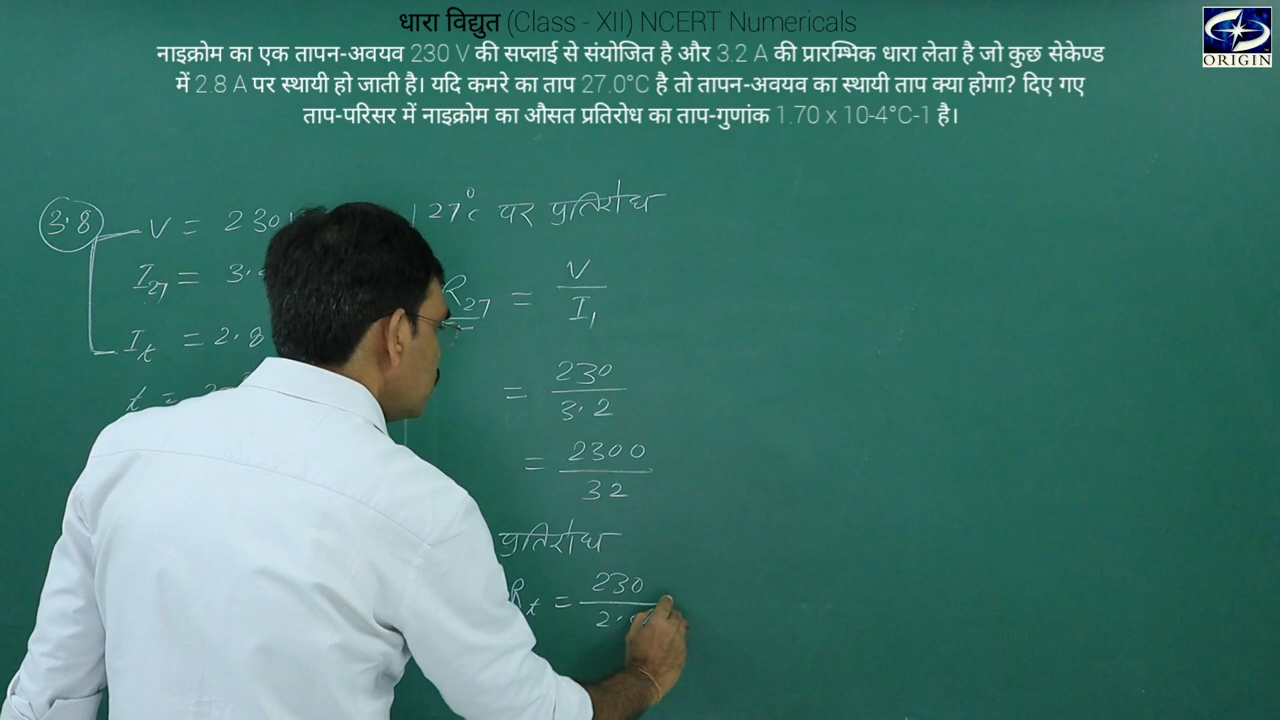 धारा विद्युत (Class - XII) NCERT Numericals
नाइक्रोम का एक तापन-अवयव 230 V की सप्लाई से संयोजित है और 3.2 A की प्रारम्भिक धारा लेता है जो कुछ सेकेण्ड
में 2.8 A पर स्थायी हो जाती है। यदि कमरे का ताप 27.0°C है तो तापन-अवयव का स्थायी ताप क्या होगा? दिए गए
ताप-परिसर में नाइक्रोम का औसत प्रतिरोध का ताप-गुणांक 1.70 x 10-4°C-1 है।
ORIGIN
3.8
V = 230
I27 = 3.
It = 2.8
t =
27°C पर प्रतिरोध
R27 = V/I1
= 230/3.2
= 2300/32
प्रतिरोध
Rt = 230/2.